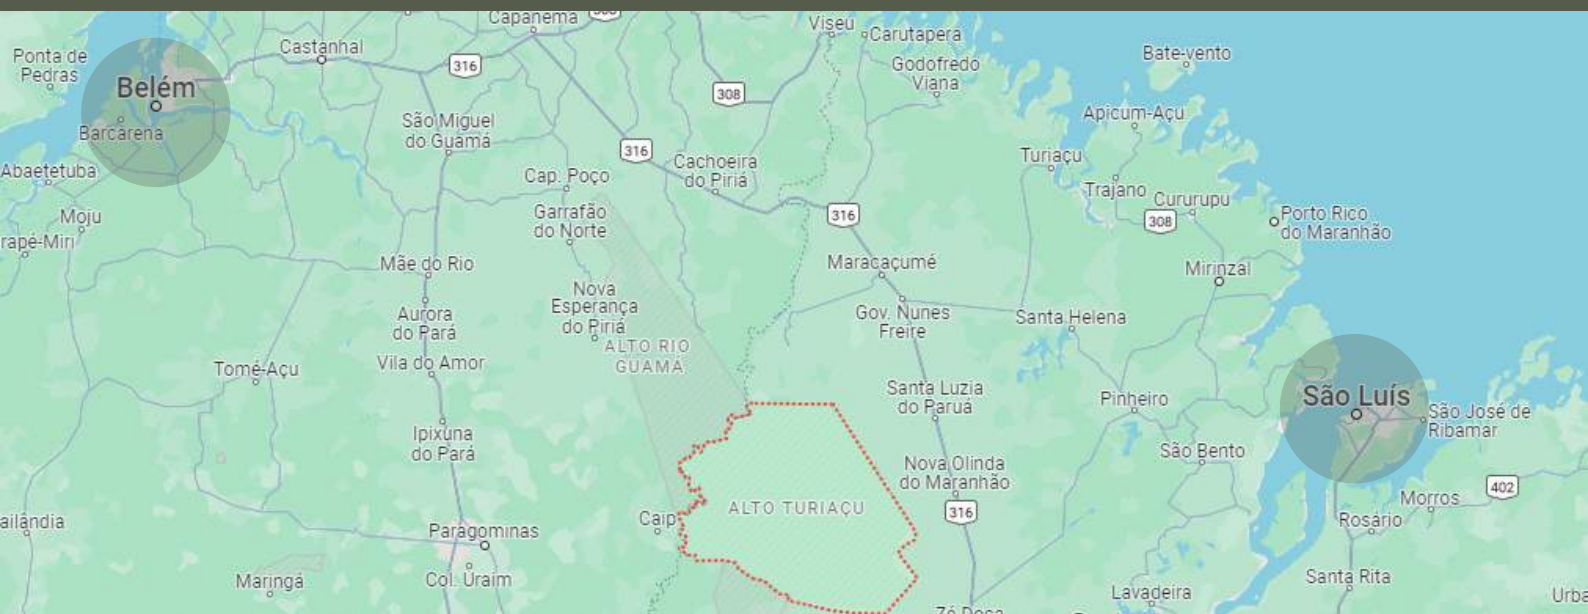 Capanema
Viseu
Carutapera
Ponta de
Pedras
Castanhal
316
Godofredo
Viana
Bate-vento
Belém
308
Barcarena
São Miguel
do Guamá
Apicum-Açu
316
Cachoeira
do Piriá
Turiaçu
Abaetetuba
Cap. Poço
Trajano
Cururupu
Moju
Garrafão
do Norte
316
308
Porto Rico
do Maranhão
rapé-Miri
Mãe do Rio
Maracaçumé
Mirinzal
Nova
Esperança
do Piriá
Aurora
do Pará
Gov. Nunes
Freire
Santa Helena
ALTO RIO
GUAMÁ
Tomé-Açu
Vila do Amor
Santa Luzia
do Paruá
Pinheiro
São Luís
São José de
Ribamar
Ipixuna
do Pará
São Bento
Nova Olinda
do Maranhão
402
Morros
ALTO TURIAÇU
316
ailândia
Caip
Rosário
Paragominas
Maringá
Col. Uraim
Santa Rita
Lavadeira
Urba